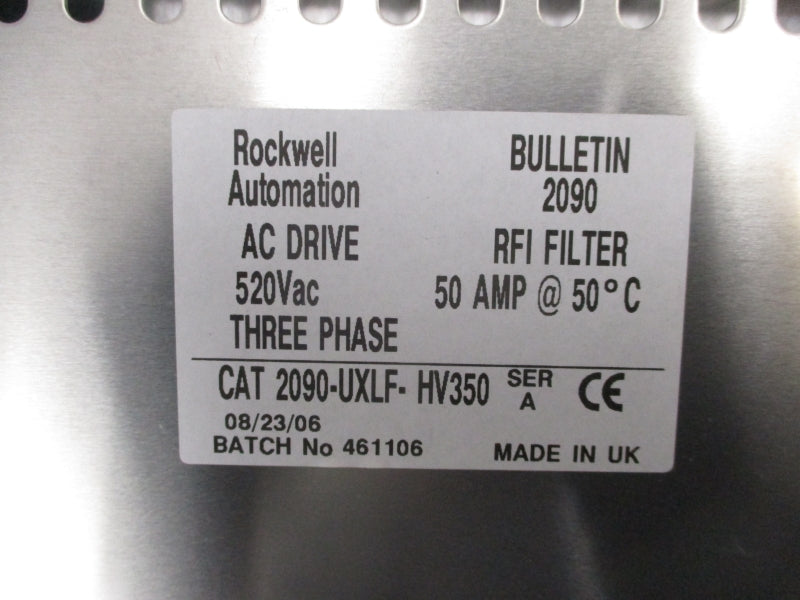 Rockwell Automation
BULLETIN 2090
AC DRIVE RFI FILTER
520Vac 50 AMP @ 50°C
THREE PHASE
CAT 2090-UXLF- HV350 SER A CE
08/23/06
BATCH No 461106 MADE IN UK